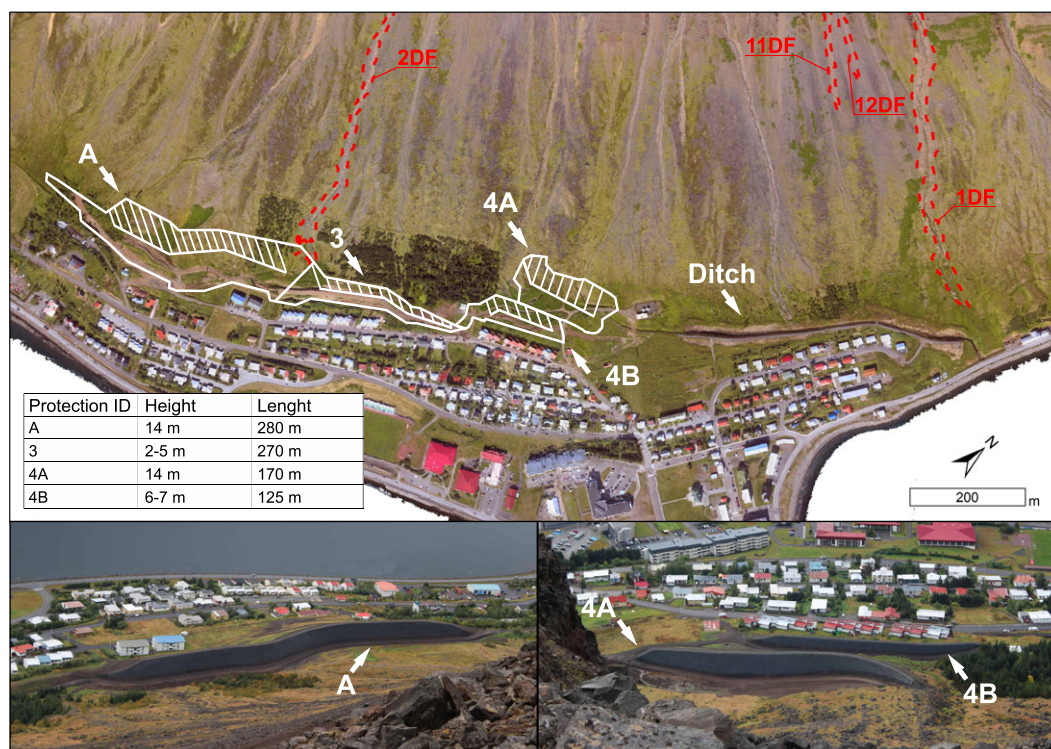 2DF
11DF
12DF
A
4A
1DF
3
Ditch
4B
Protection ID Height Lenght
A 14 m 280 m
3 2-5 m 270 m
4A 14 m 170 m
4B 6-7 m 125 m
N
200 m
A
4A
4B